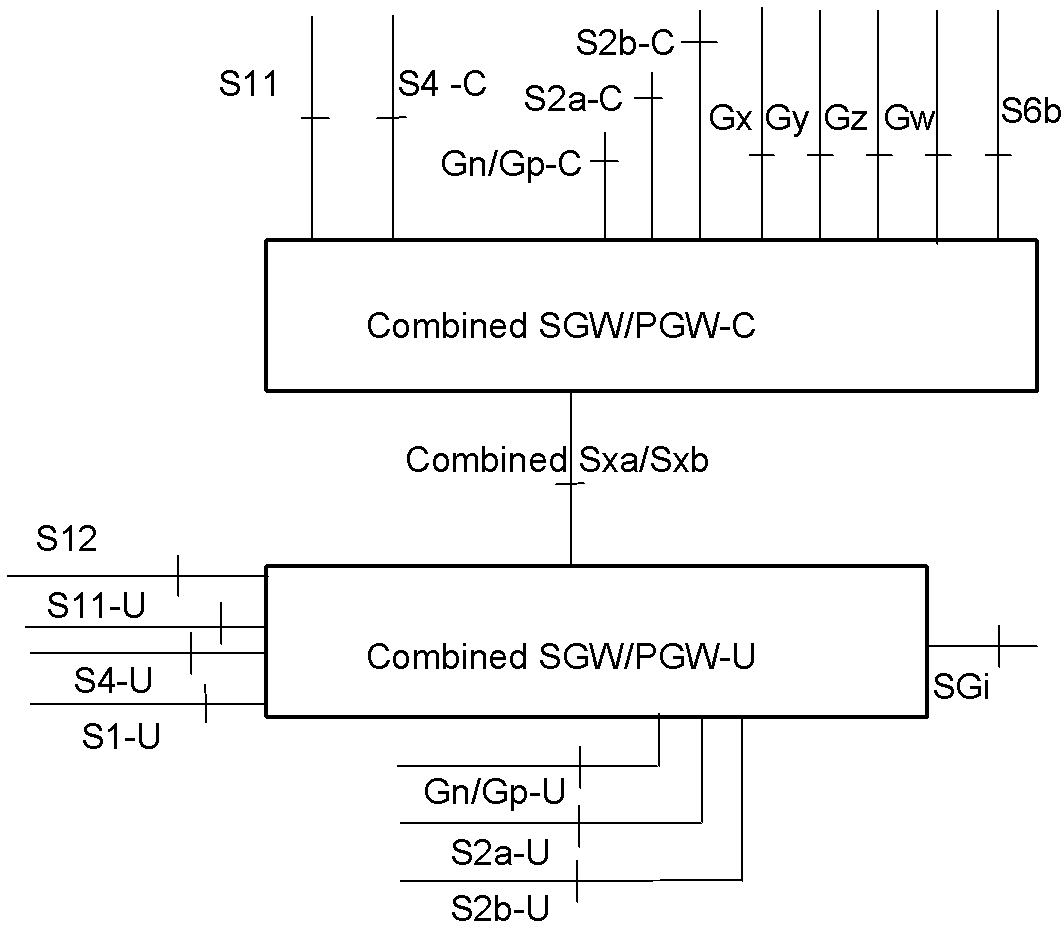 S2b-C
S11
S4 -C
S2a-C
Gx
Gy
Gz
Gw
S6b
Gn/Gp-C
Combined SGW/PGW-C
Combined Sxa/Sxb
S12
S11-U
Combined SGW/PGW-U
S4-U
SGi
S1-U
Gn/Gp-U
S2a-U
S2b-U